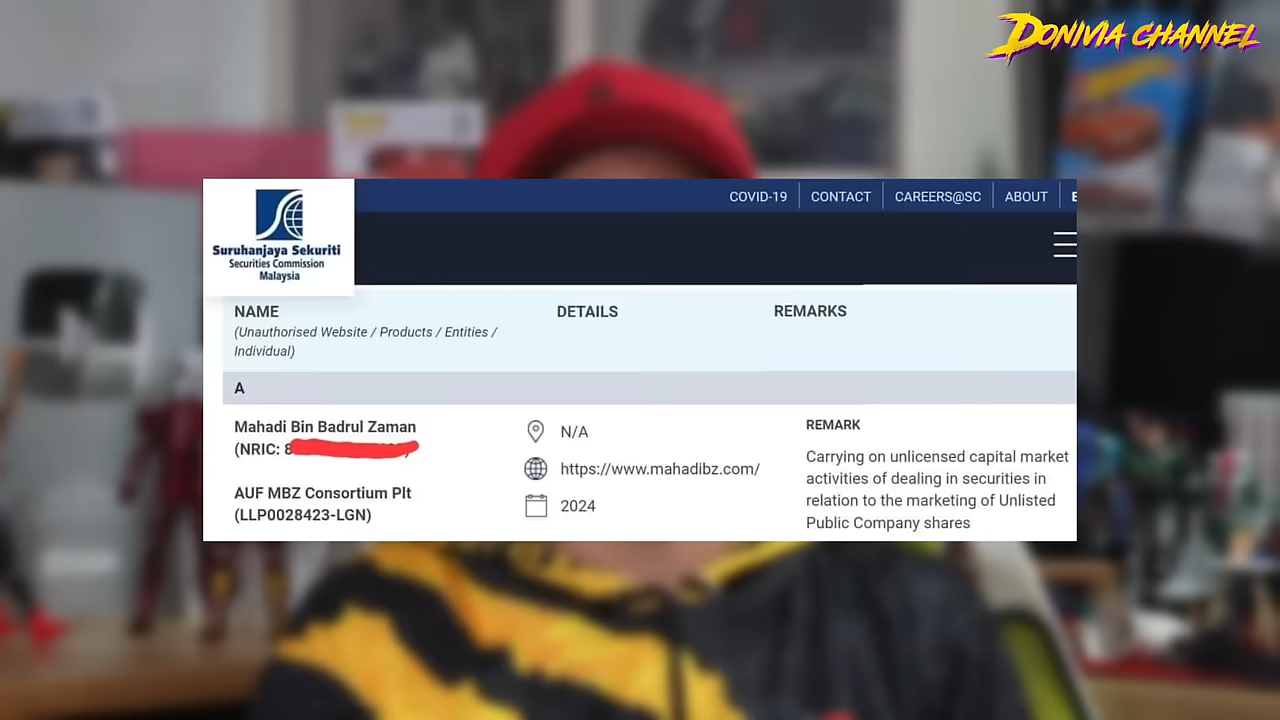 DONIVIA CHANNEL
COVID-19
CONTACT
CAREERS@SC
ABOUT
Suruhanjaya Sekuriti
Securities Commission
Malaysia
NAME
(Unauthorised Website / Products / Entities /
Individual)
DETAILS
REMARKS
A
Mahadi Bin Badrul Zaman
(NRIC: 8
N/A
https://www.mahadibz.com/
2024
AUF MBZ Consortium Plt
(LLP0028423-LGN)
REMARK
Carrying on unlicensed capital market
activities of dealing in securities in
relation to the marketing of Unlisted
Public Company shares